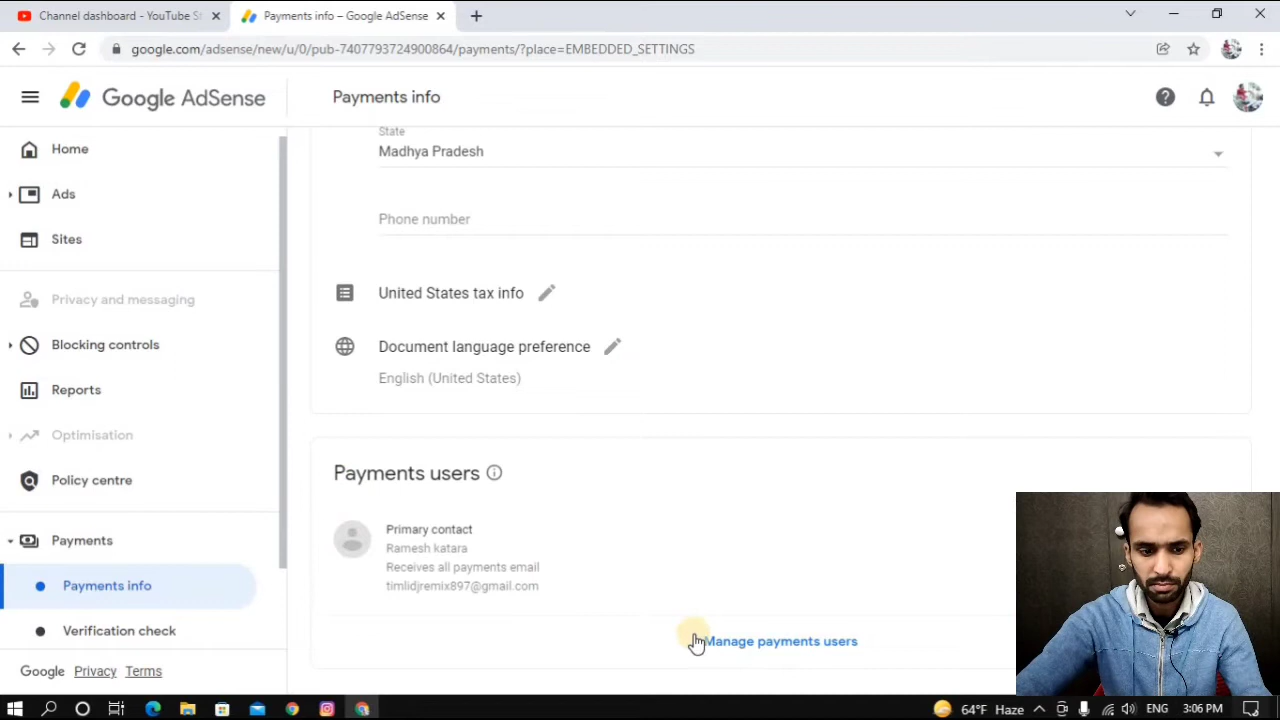 Channel dashboard - YouTube St
Payments info – Google AdSense
google.com/adsense/new/u/0/pub-7407793724900864/payments/?place=EMBEDDED_SETTINGS
Google AdSense
Payments info
Home
Ads
Sites
Privacy and messaging
Blocking controls
Reports
Optimisation
Policy centre
Payments
Payments info
Verification check
Google Privacy Terms
State
Madhya Pradesh
Phone number
United States tax info
Document language preference
English (United States)
Payments users
Primary contact
Ramesh katara
Receives all payments email
timlidjremix897@gmail.com
Manage payments users
64°F Haze
ENG
3:06 PM